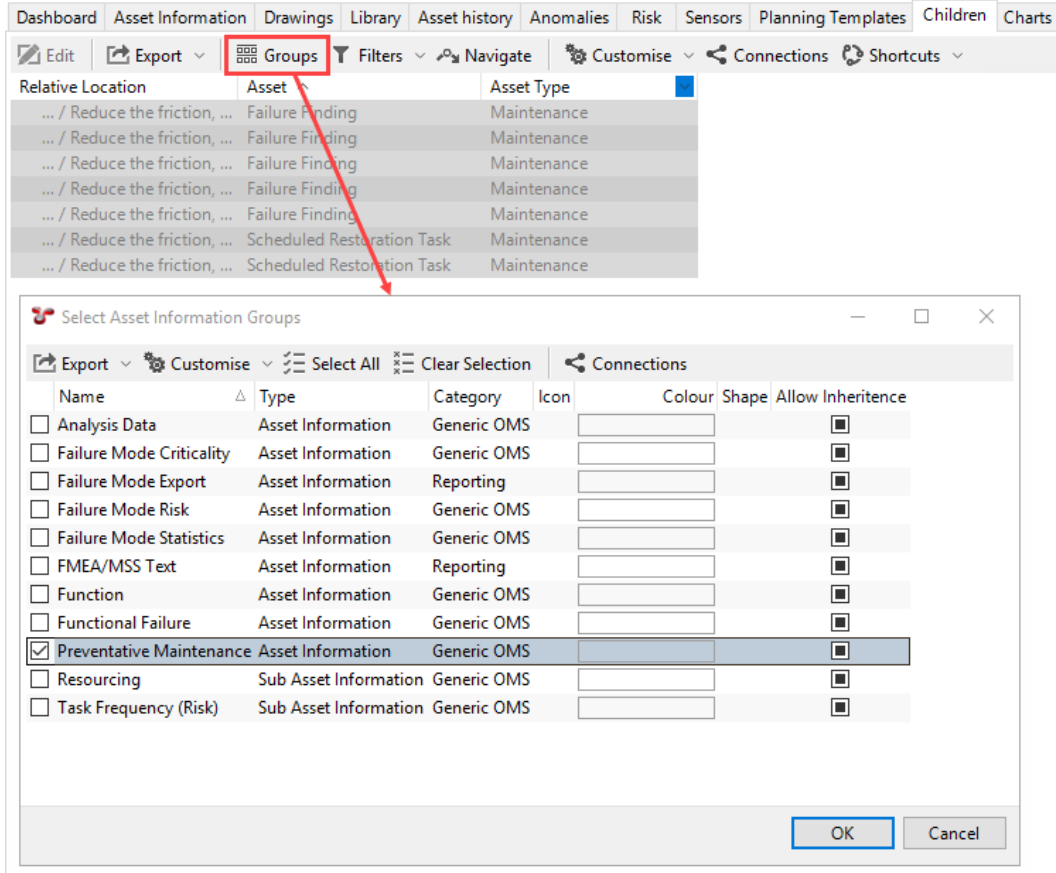 Dashboard Asset Information Drawings Library Asset history Anomalies Risk Sensors Planning Templates Children Charts
Edit Export Groups Filters Navigate Customise Connections Shortcuts
Relative Location Asset Asset Type
... / Reduce the friction, ... Failure Finding Maintenance
... / Reduce the friction, ... Failure Finding Maintenance
... / Reduce the friction, ... Failure Finding Maintenance
... / Reduce the friction, ... Failure Finding Maintenance
... / Reduce the friction, ... Failure Finding Maintenance
... / Reduce the friction, ... Scheduled Restoration Task Maintenance
... / Reduce the friction, ... Scheduled Restoration Task Maintenance
Select Asset Information Groups
Export Customise Select All Clear Selection Connections
Name Type Category Icon Colour Shape Allow Inheritence
Analysis Data Asset Information Generic OMS
Failure Mode Criticality Asset Information Generic OMS
Failure Mode Export Asset Information Reporting
Failure Mode Risk Asset Information Generic OMS
Failure Mode Statistics Asset Information Generic OMS
FMEA/MSS Text Asset Information Reporting
Function Asset Information Generic OMS
Functional Failure Asset Information Generic OMS
Preventative Maintenance Asset Information Generic OMS
Resourcing Sub Asset Information Generic OMS
Task Frequency (Risk) Sub Asset Information Generic OMS
OK Cancel